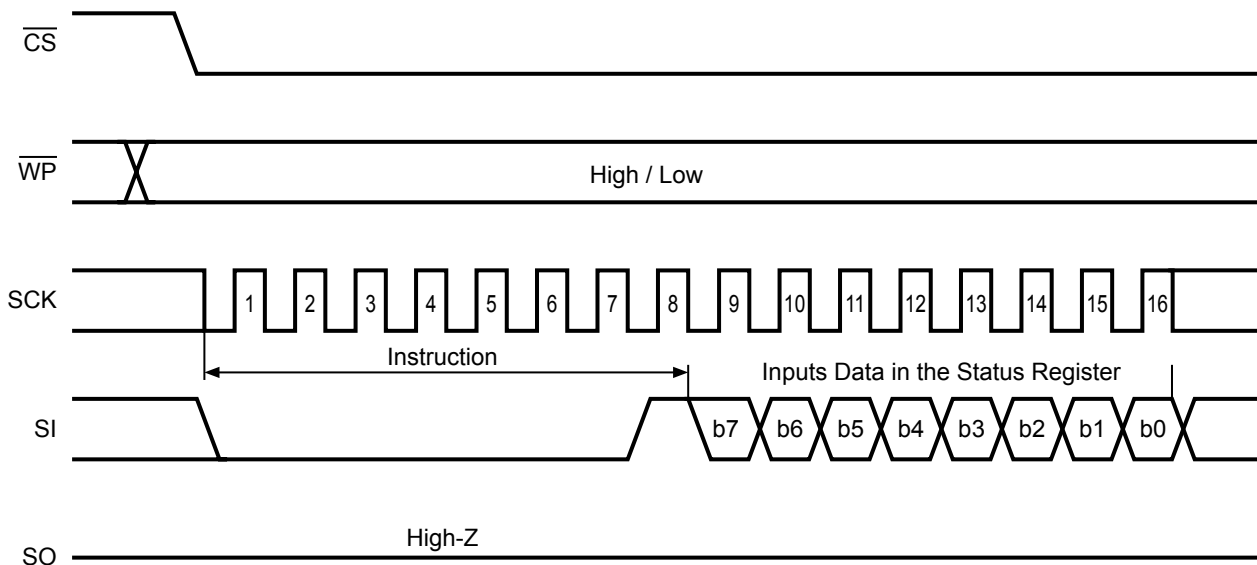 CS
WP
High / Low
SCK
1 2 3 4 5 6 7 8 9 10 11 12 13 14 15 16
Instruction
Inputs Data in the Status Register
SI
b7 b6 b5 b4 b3 b2 b1 b0
High-Z
SO